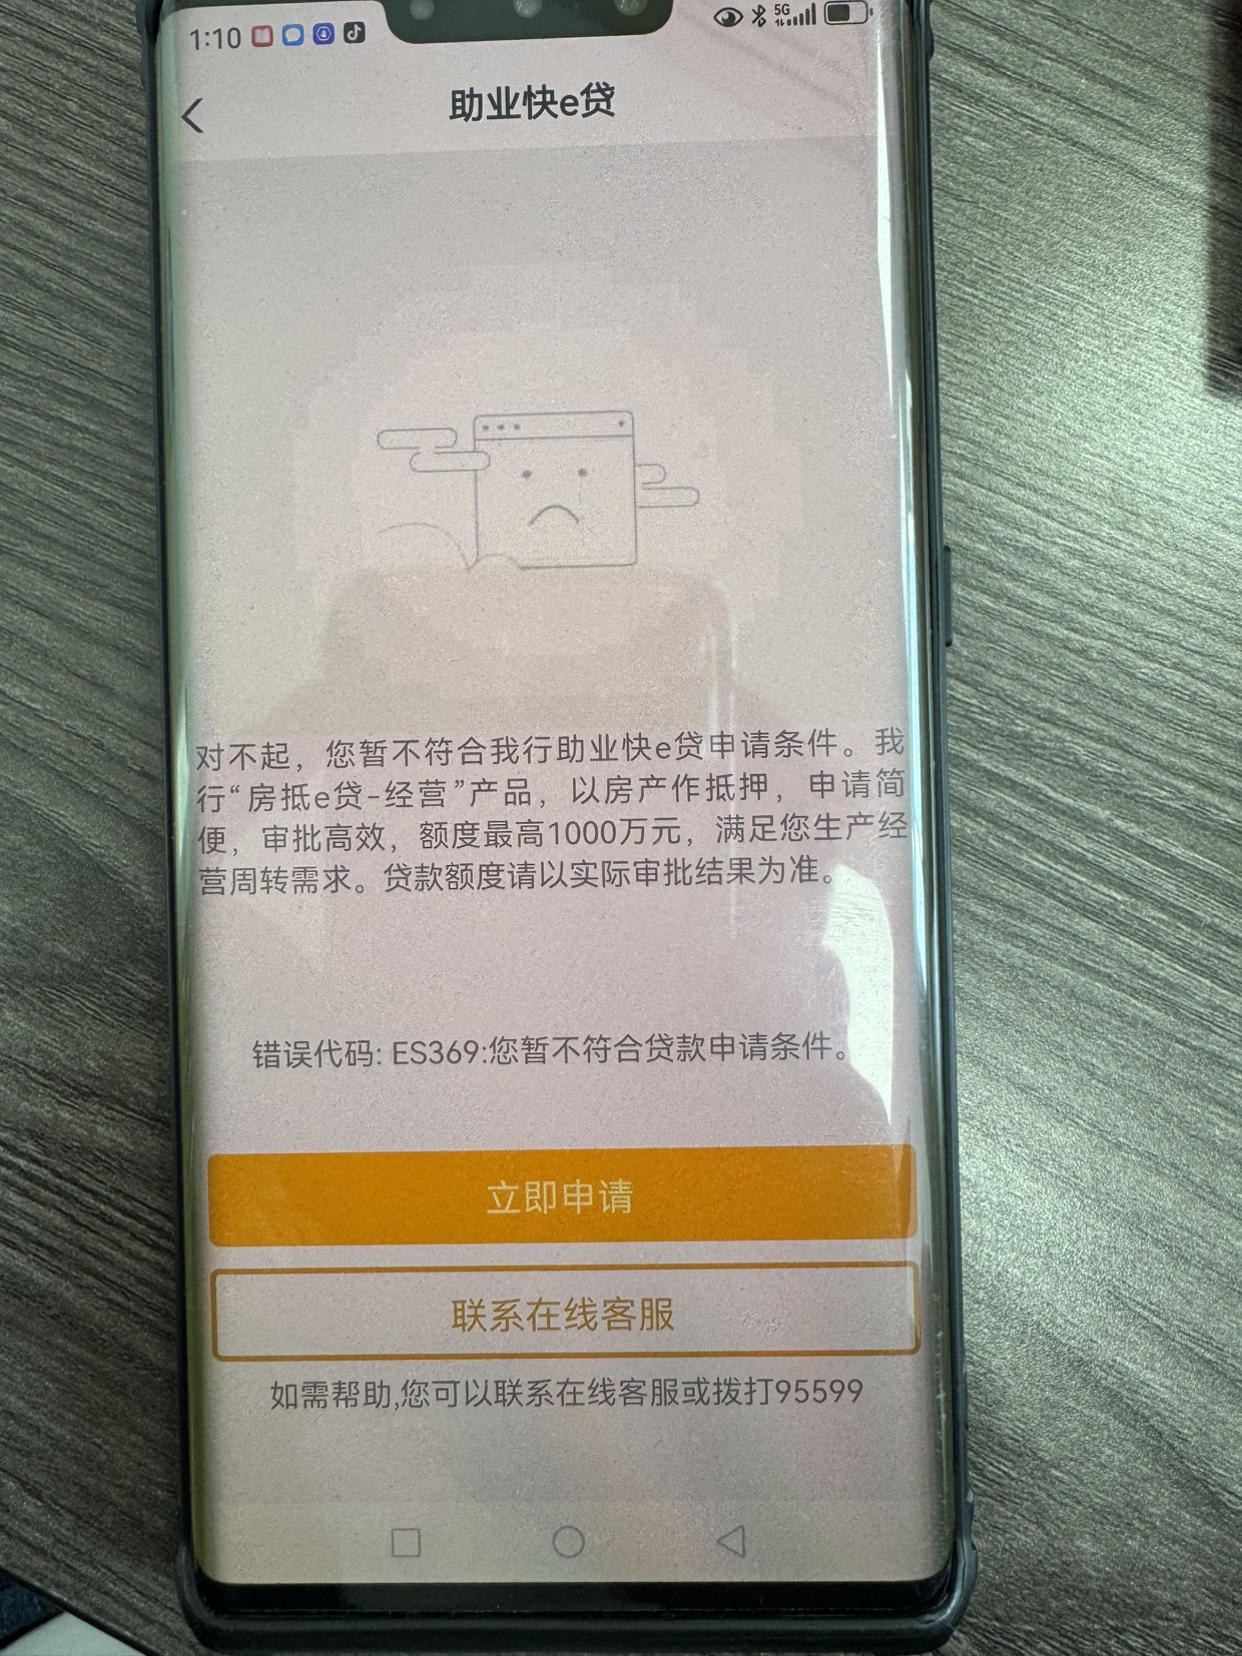 1:10
5G
助业快e贷
对不起，您暂不符合我行助业快e贷申请条件。我
行“房抵e贷-经营”产品，以房产作抵押，申请简
便，审批高效，额度最高1000万元，满足您生产经
营周转需求。贷款额度请以实际审批结果为准。
错误代码: ES369:您暂不符合贷款申请条件。
立即申请
联系在线客服
如需帮助,您可以联系在线客服或拨打95599